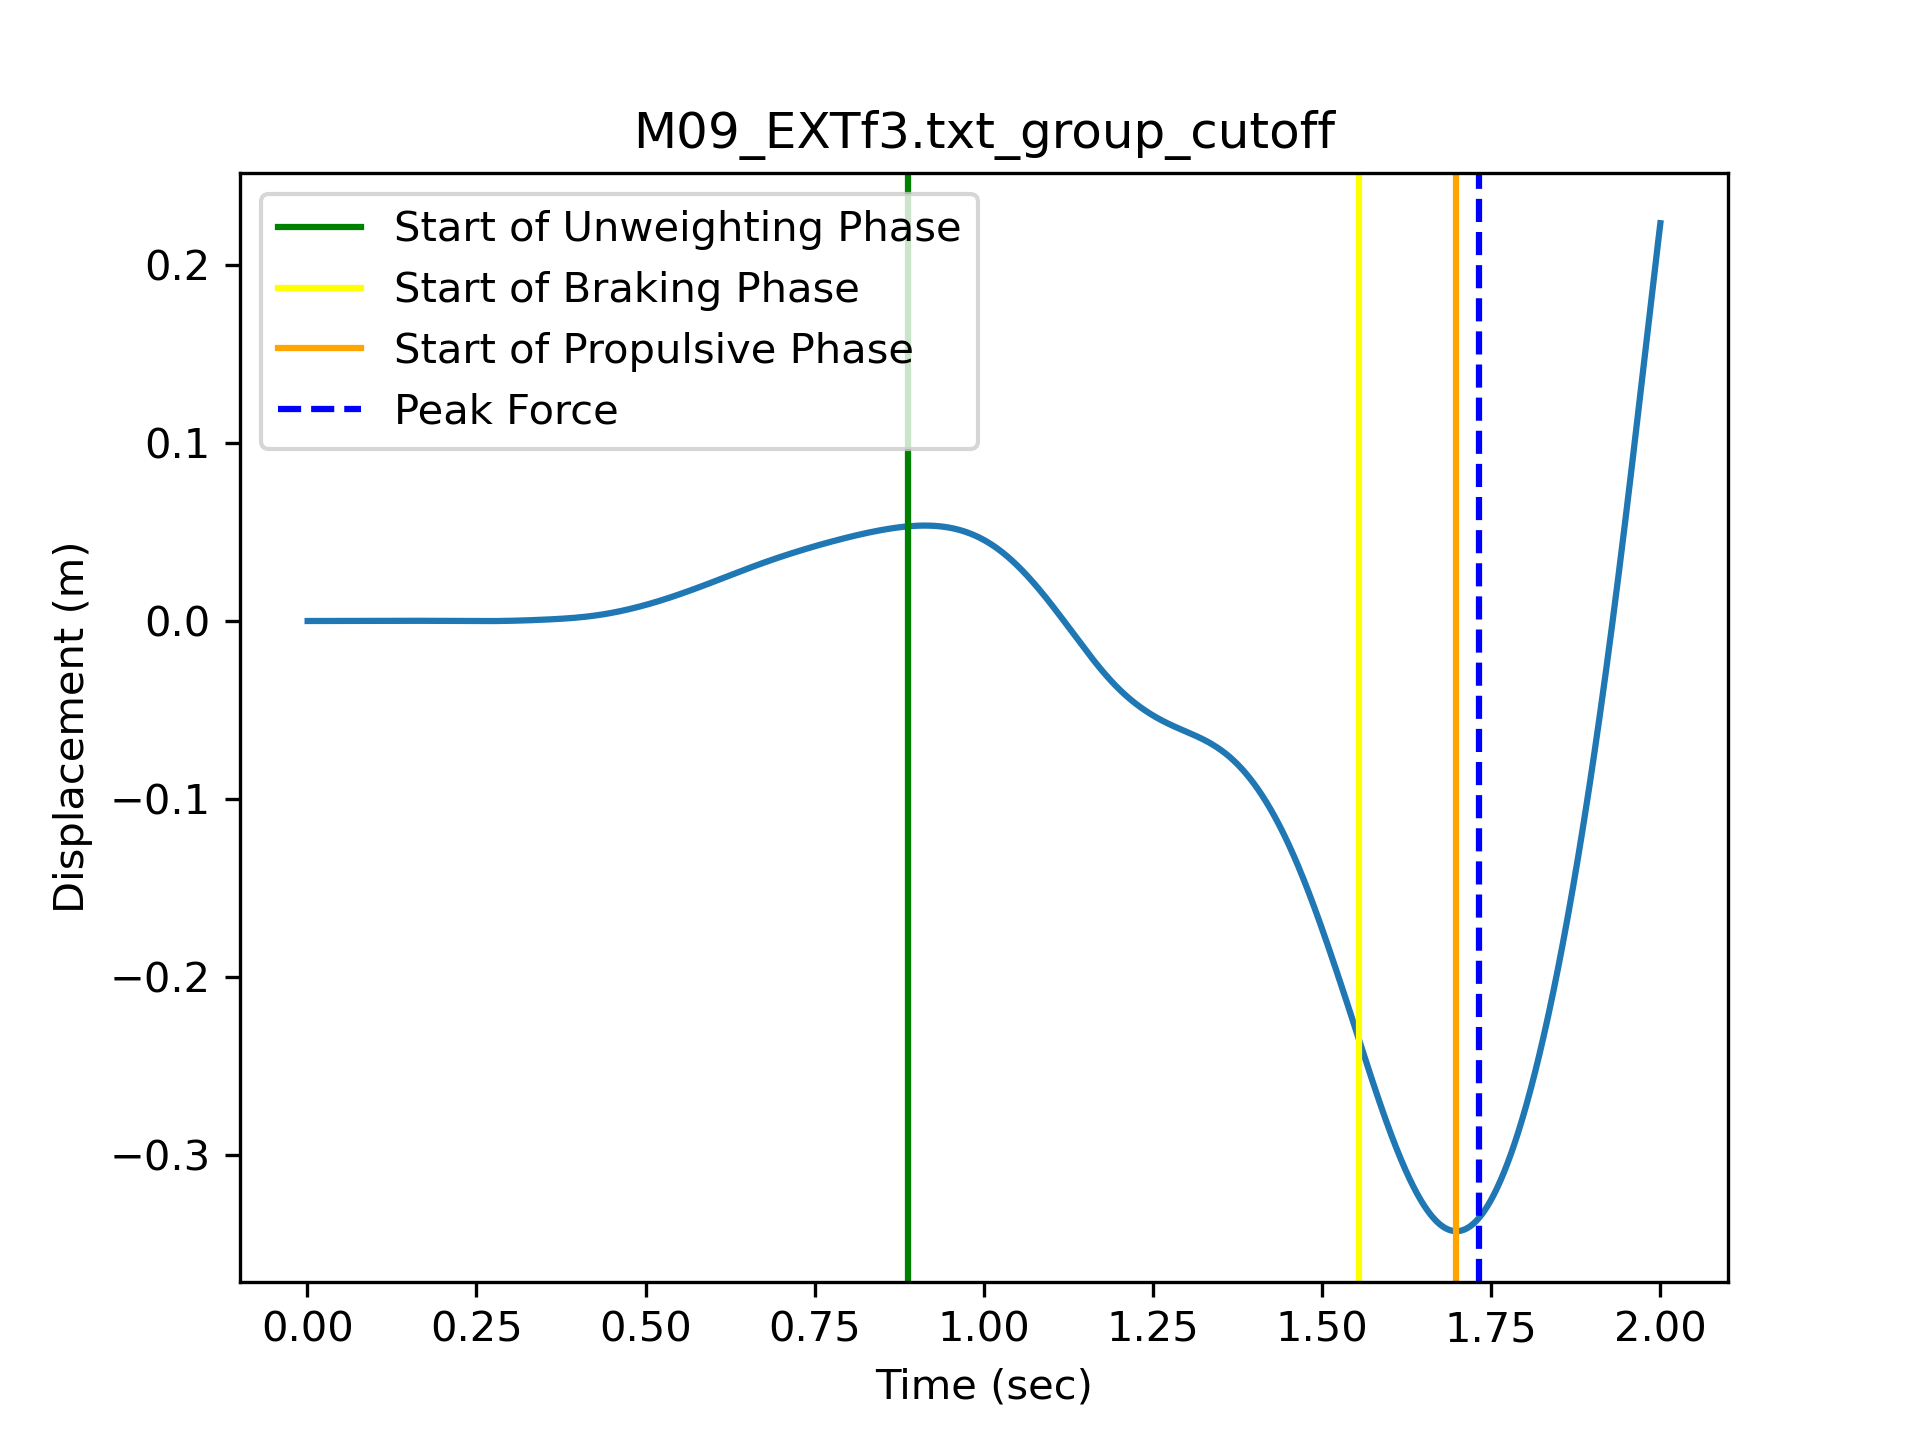 M09_EXTf3.txt_group_cutoff
Start of Unweighting Phase
Start of Braking Phase
Start of Propulsive Phase
Peak Force
0.2
0.1
0.0
−0.1
−0.2
−0.3
Displacement (m)
0.00 0.25 0.50 0.75 1.00 1.25 1.50 1.75 2.00
Time (sec)